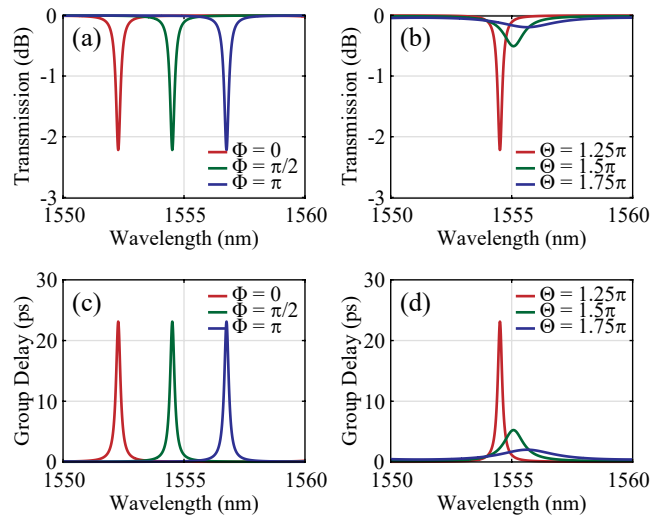 (a)
Transmission (dB)
0
-1
-2
-3
Φ = 0
Φ = π/2
Φ = π
1550
1555
1560
Wavelength (nm)
(b)
Transmission (dB)
0
-1
-2
-3
Θ = 1.25π
Θ = 1.5π
Θ = 1.75π
1550
1555
1560
Wavelength (nm)
(c)
Group Delay (ps)
30
20
10
0
Φ = 0
Φ = π/2
Φ = π
1550
1555
1560
Wavelength (nm)
(d)
Group Delay (ps)
30
20
10
0
Θ = 1.25π
Θ = 1.5π
Θ = 1.75π
1550
1555
1560
Wavelength (nm)